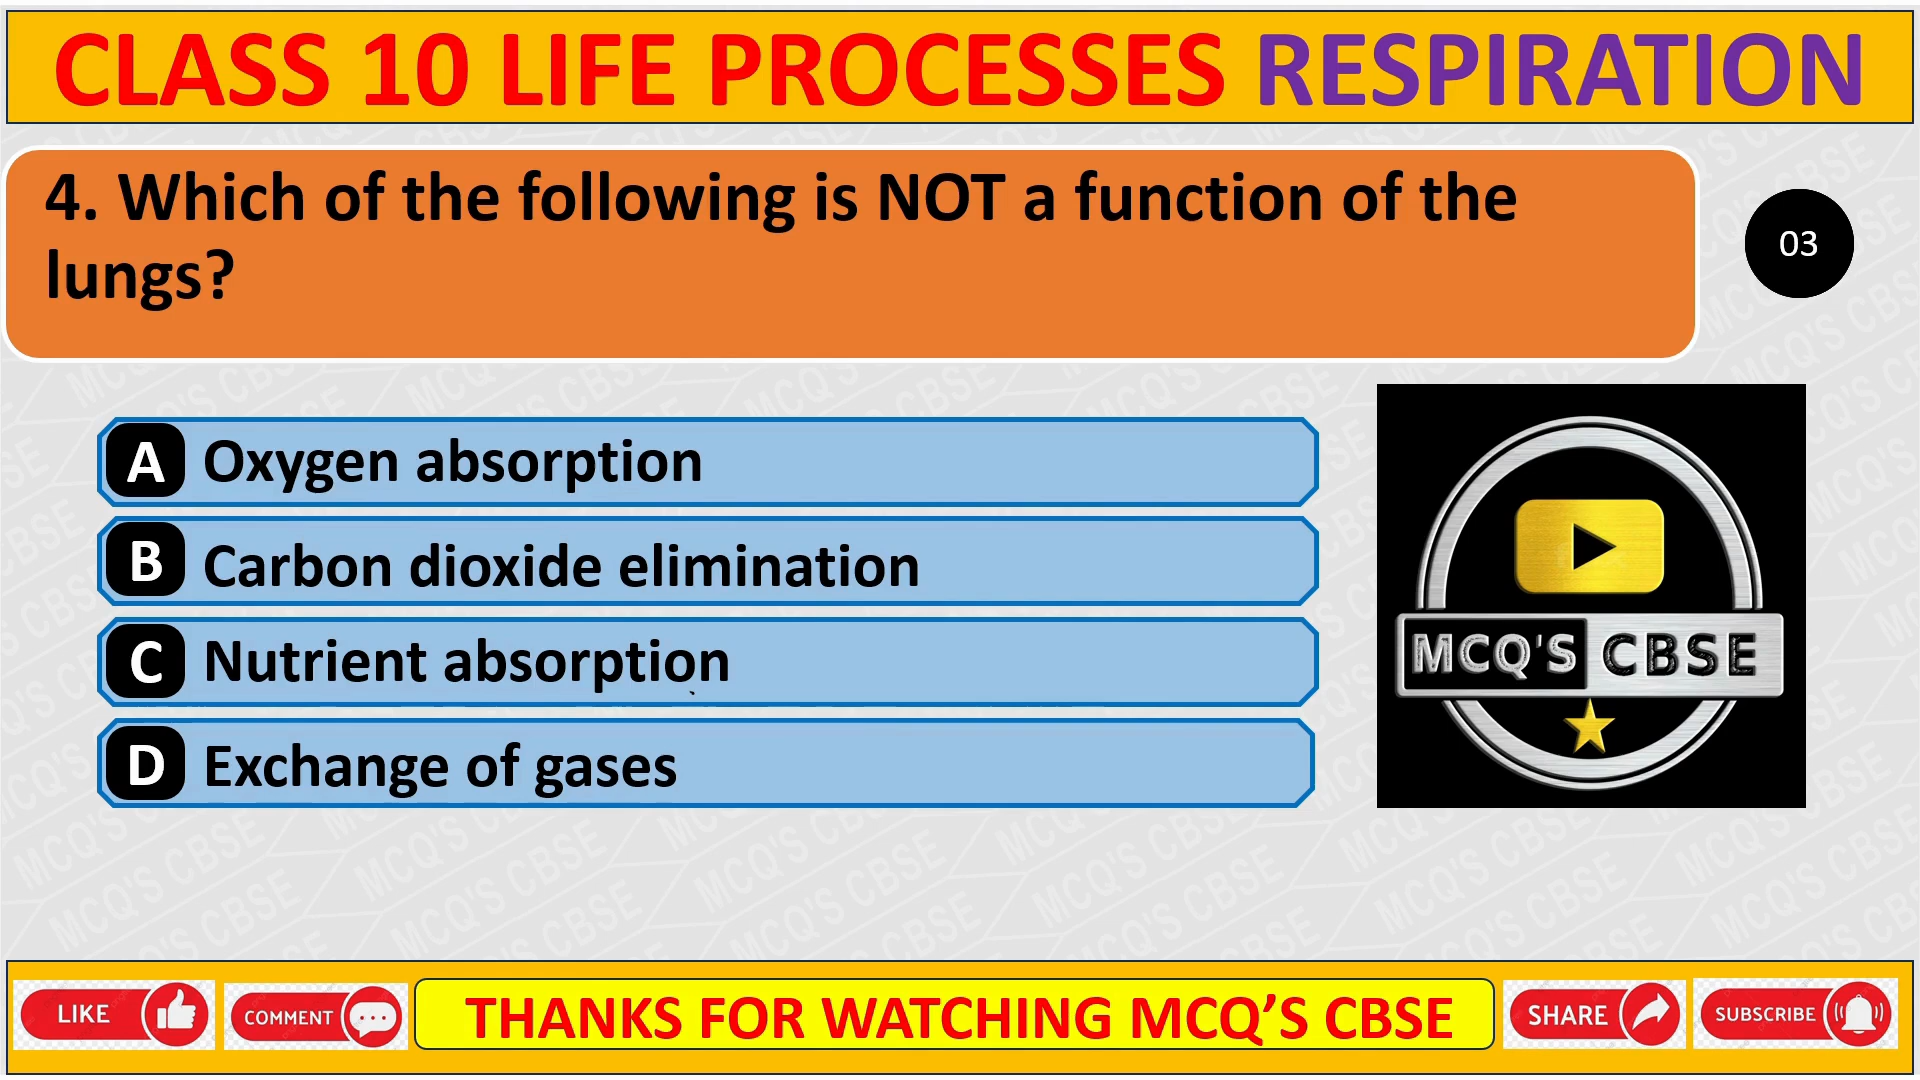 CLASS 10 LIFE PROCESSES RESPIRATION
4. Which of the following is NOT a function of the
lungs?
03
A Oxygen absorption
B Carbon dioxide elimination
C Nutrient absorption
D Exchange of gases
MCQ'S CBSE
LIKE
COMMENT
THANKS FOR WATCHING MCQ’S CBSE
SHARE
SUBSCRIBE